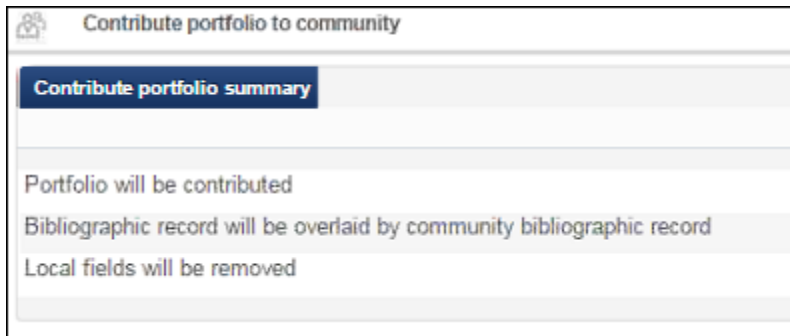 Contribute portfolio to community
Contribute portfolio summary
Portfolio will be contributed
Bibliographic record will be overlaid by community bibliographic record
Local fields will be removed